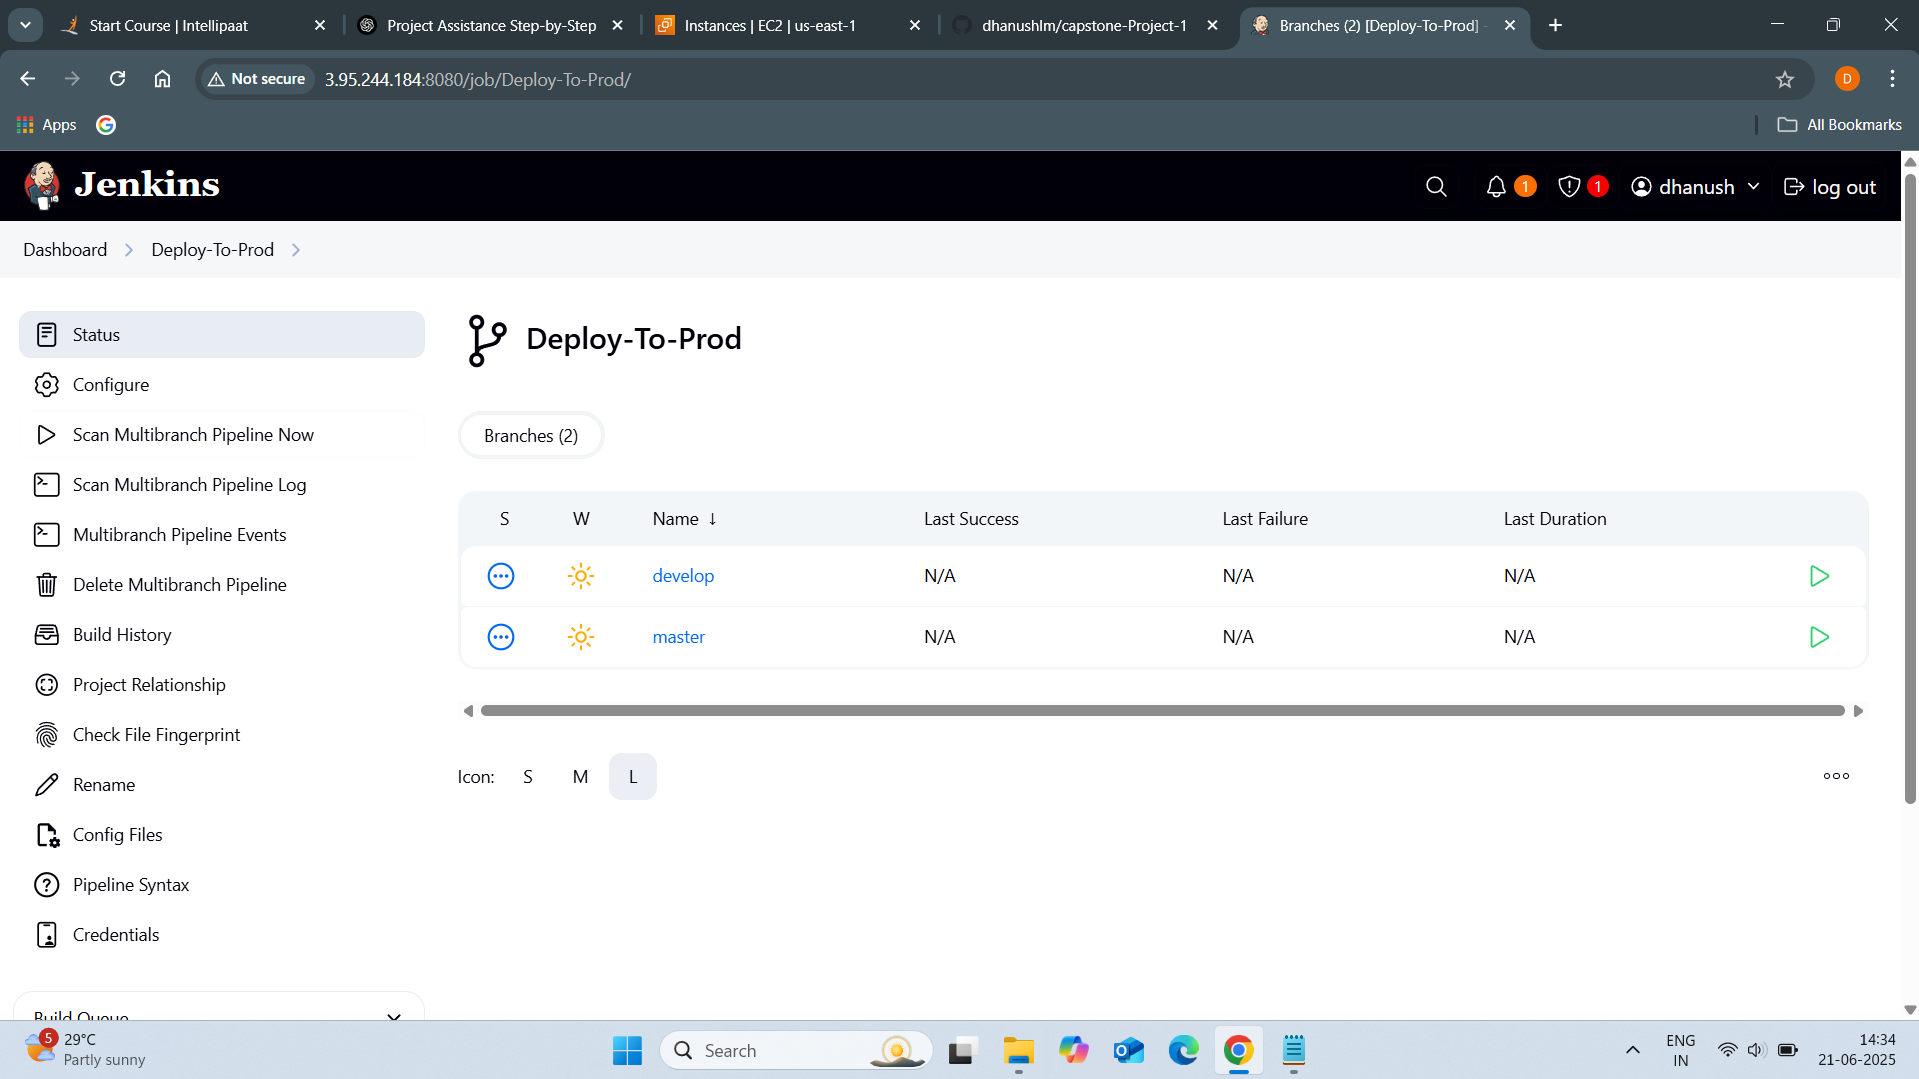 Start Course | Intellipaat
Project Assistance Step-by-Step
Instances | EC2 | us-east-1
dhanushlm/capstone-Project-1
Branches (2) [Deploy-To-Prod] -
Not secure
3.95.244.184:8080/job/Deploy-To-Prod/
D
Apps
All Bookmarks
Jenkins
1
1
dhanush
log out
Dashboard
Deploy-To-Prod
Status
Configure
Scan Multibranch Pipeline Now
Scan Multibranch Pipeline Log
Multibranch Pipeline Events
Delete Multibranch Pipeline
Build History
Project Relationship
Check File Fingerprint
Rename
Config Files
Pipeline Syntax
Credentials
Build Queue
Deploy-To-Prod
Branches (2)
S W Name ↓ Last Success Last Failure Last Duration
develop N/A N/A N/A
master N/A N/A N/A
Icon: S M L
5
29°C
Partly sunny
Search
ENG
IN
14:34
21-06-2025